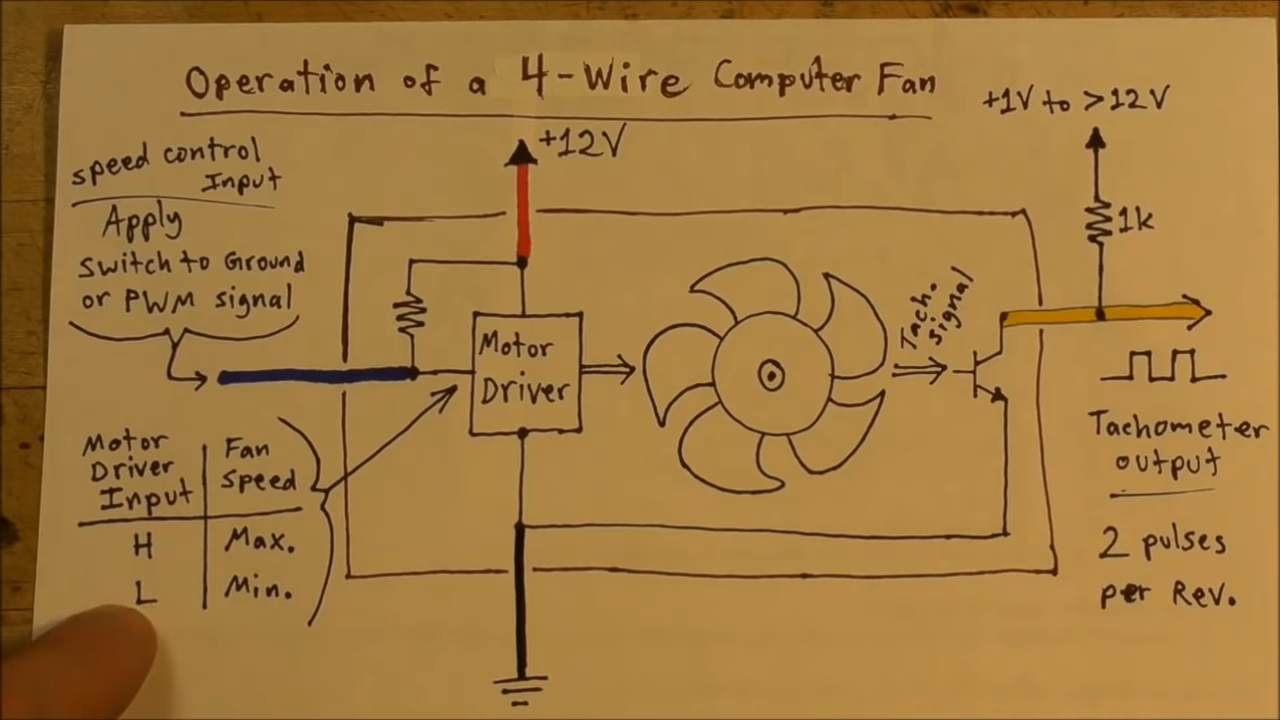 Operation of a 4-Wire Computer Fan
+1V to >12V
+12V
speed control
Input
Apply
Switch to Ground
or PWM signal
1k
Tach.
signal
Motor
Driver
Motor
Driver
Input
Fan
Speed
H
Max.
L
Min.
Tachometer
output
2 pulses
per Rev.